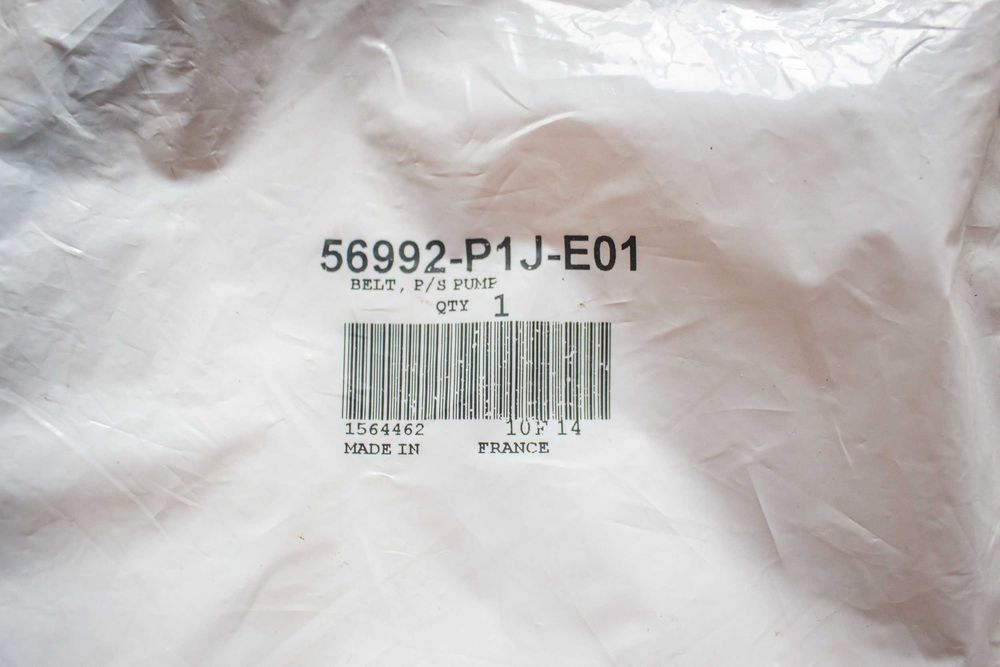 56992-P1J-E01
BELT, P/S PUMP
QTY 1
1564462 10F 14
MADE IN FRANCE